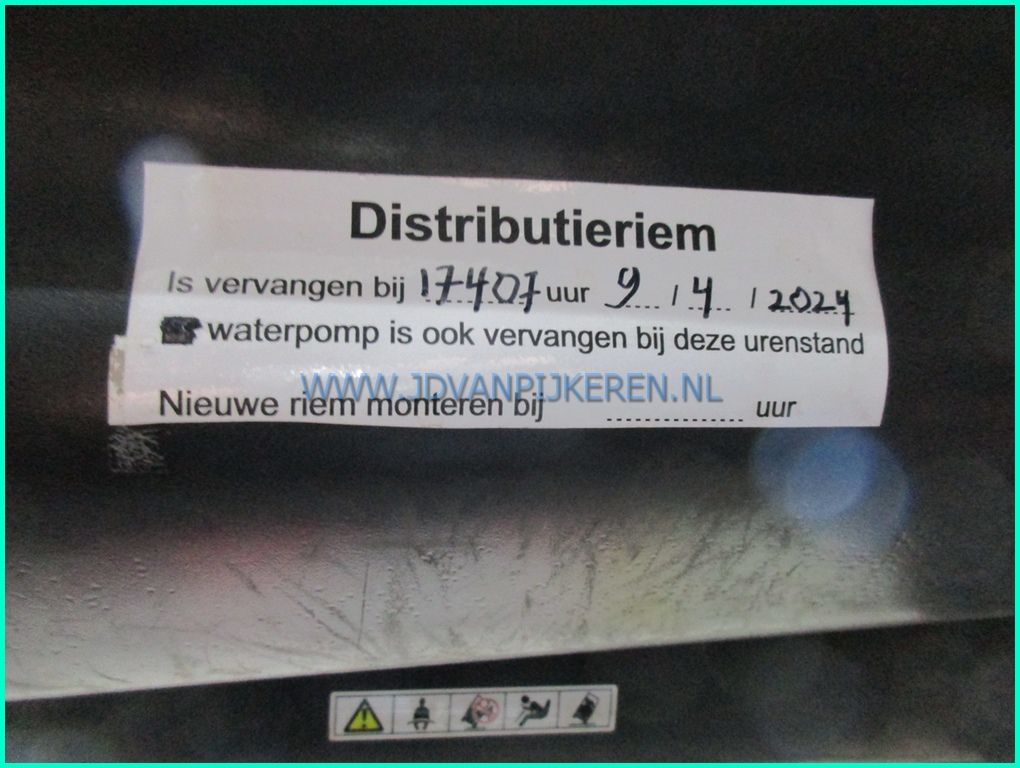 Distributieriem
Is vervangen bij 17407 uur 9 / 4 / 2024
waterpomp is ook vervangen bij deze urenstand
WWW.JDVANPIJKEREN.NL
Nieuwe riem monteren bij .............. uur